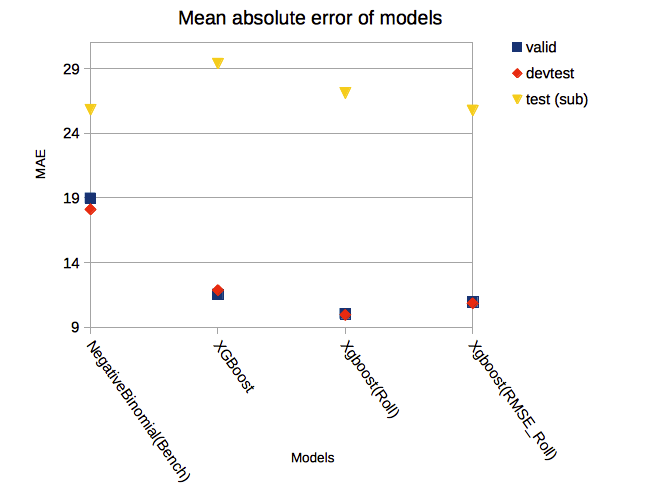 Mean absolute error of models
valid
devtest
test (sub)
29
24
19
14
9
MAE
NegativeBinomial(Bench)
XGBoost
Xgboost(Roll)
Xgboost(RMSE_Roll)
Models